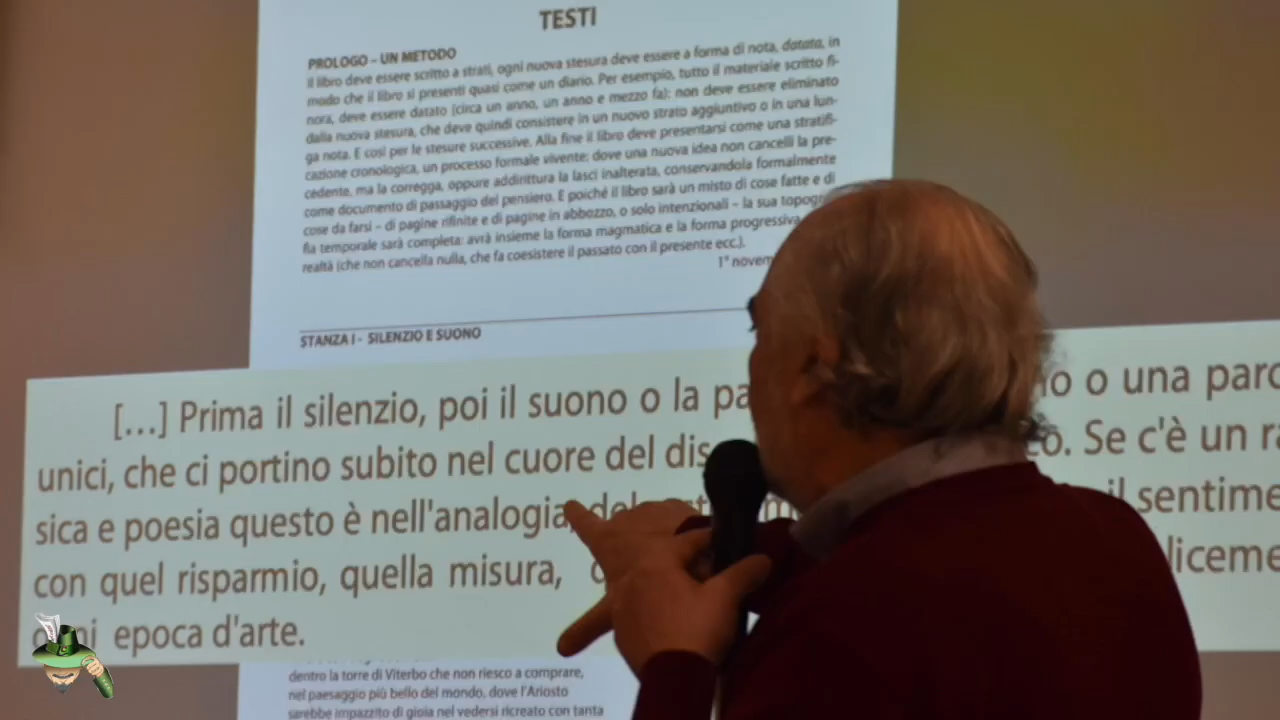 TESTI
PROLOGO – UN METODO
Il libro deve essere scritto a strati, ogni nuova stesura deve essere a forma di nota, datata, in
modo che il libro si presenti quasi come un diario. Per esempio, tutto il materiale scritto fi-
nora, deve essere datato (circa un anno, un anno e mezzo fa): non deve essere eliminato
dalla nuova stesura, che deve quindi consistere in un nuovo strato aggiuntivo o in una lun-
ga nota. E così per le stesure successive. Alla fine il libro deve presentarsi come una stratifi-
cazione cronologica, un processo formale vivente: dove una nuova idea non cancelli la pre-
cedente, ma la corregga, oppure addirittura la lasci inalterata, conservandola formalmente
come documento di passaggio del pensiero. E poiché il libro sarà un misto di cose fatte e di
cose da farsi – di pagine rifinite e di pagine in abbozzo, o solo intenzionali – la sua topogr
fia temporale sarà completa: avrà insieme la forma magmatica e la forma progressiva
realtà (che non cancella nulla, che fa coesistere il passato con il presente ecc.).
1° novem
STANZA I - SILENZIO E SUONO
[...] Prima il silenzio, poi il suono o la pa o una paro
unici, che ci portino subito nel cuore del dis o. Se c'è un ra
sica e poesia questo è nell'analogia, il sentime
con quel risparmio, quella misura, liceme
epoca d'arte.
dentro la torre di Viterbo che non riesco a comprare,
nel paesaggio più bello del mondo, dove l'Ariosto
sarebbe impazzito di gioia nel vedersi ricreato con tanta